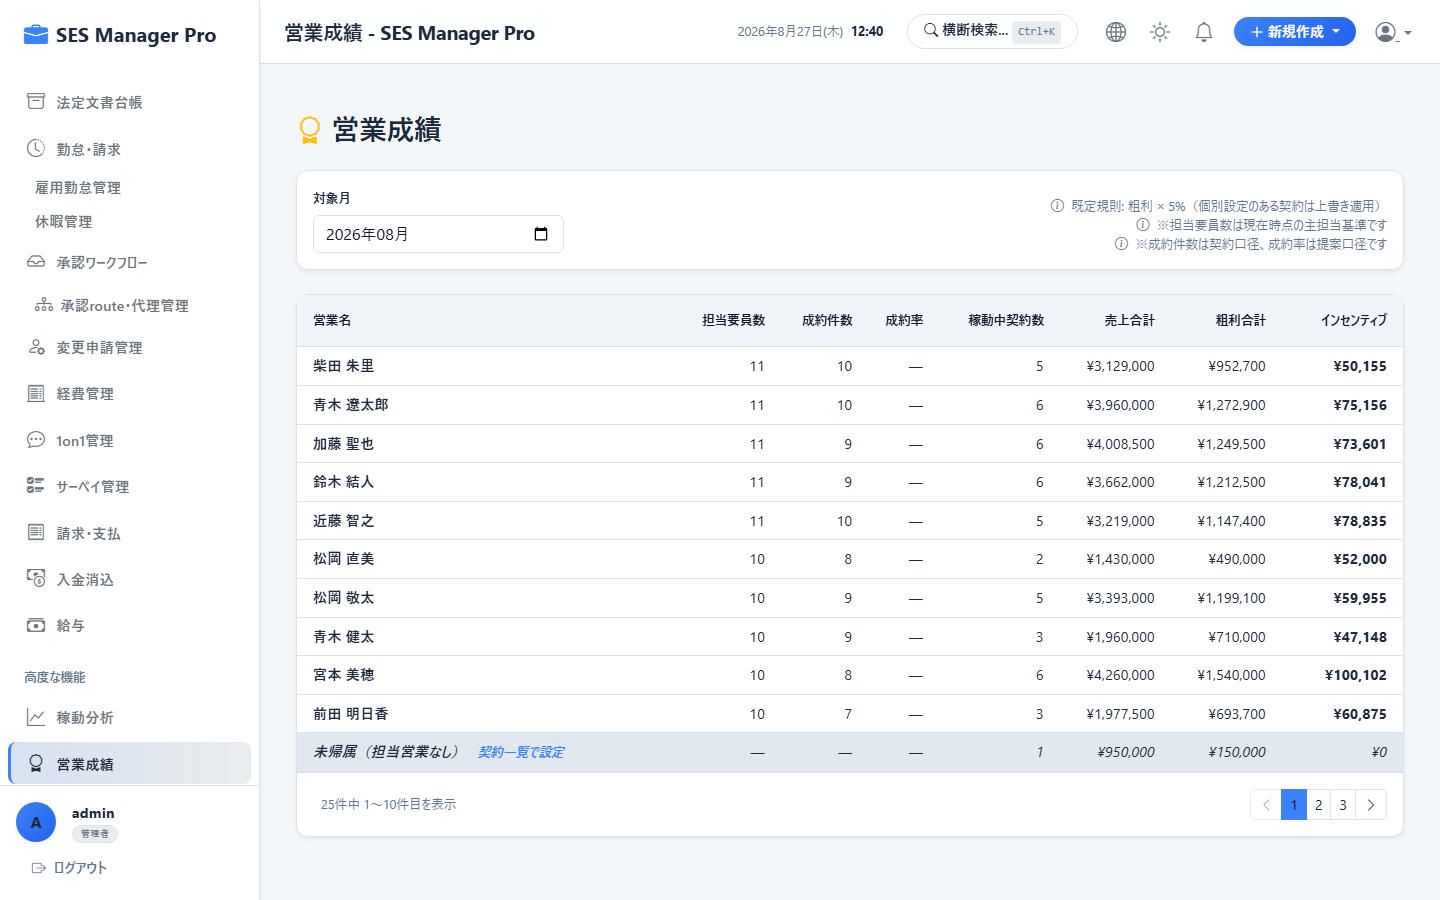 SES Manager Pro
営業成績 - SES Manager Pro
2026年8月27日(木) 12:40
横断検索... Ctrl+K
新規作成
法定文書台帳
勤怠・請求
雇用勤怠管理
休暇管理
承認ワークフロー
承認route・代理管理
変更申請管理
経費管理
1on1管理
サーベイ管理
請求・支払
入金消込
給与
高度な機能
稼動分析
営業成績
A
admin
管理者
ログアウト
営業成績
対象月
2026年08月
既定規則: 粗利 × 5%（個別設定のある契約は上書き適用）
※担当要員数は現在時点の主担当基準です
※成約件数は契約口径、成約率は提案口径です
営業名 担当要員数 成約件数 成約率 稼動中契約数 売上合計 粗利合計 インセンティブ
柴田 朱里 11 10 — 5 ¥3,129,000 ¥952,700 ¥50,155
青木 遼太郎 11 10 — 6 ¥3,960,000 ¥1,272,900 ¥75,156
加藤 聖也 11 9 — 6 ¥4,008,500 ¥1,249,500 ¥73,601
鈴木 結人 11 9 — 6 ¥3,662,000 ¥1,212,500 ¥78,041
近藤 智之 11 10 — 5 ¥3,219,000 ¥1,147,400 ¥78,835
松岡 直美 10 8 — 2 ¥1,430,000 ¥490,000 ¥52,000
松岡 敬太 10 9 — 5 ¥3,393,000 ¥1,199,100 ¥59,955
青木 健太 10 9 — 3 ¥1,960,000 ¥710,000 ¥47,148
宮本 美穂 10 8 — 6 ¥4,260,000 ¥1,540,000 ¥100,102
前田 明日香 10 7 — 3 ¥1,977,500 ¥693,700 ¥60,875
未帰属（担当営業なし） 契約一覧で設定 — — — 1 ¥950,000 ¥150,000 ¥0
25件中 1～10件目を表示
1 2 3